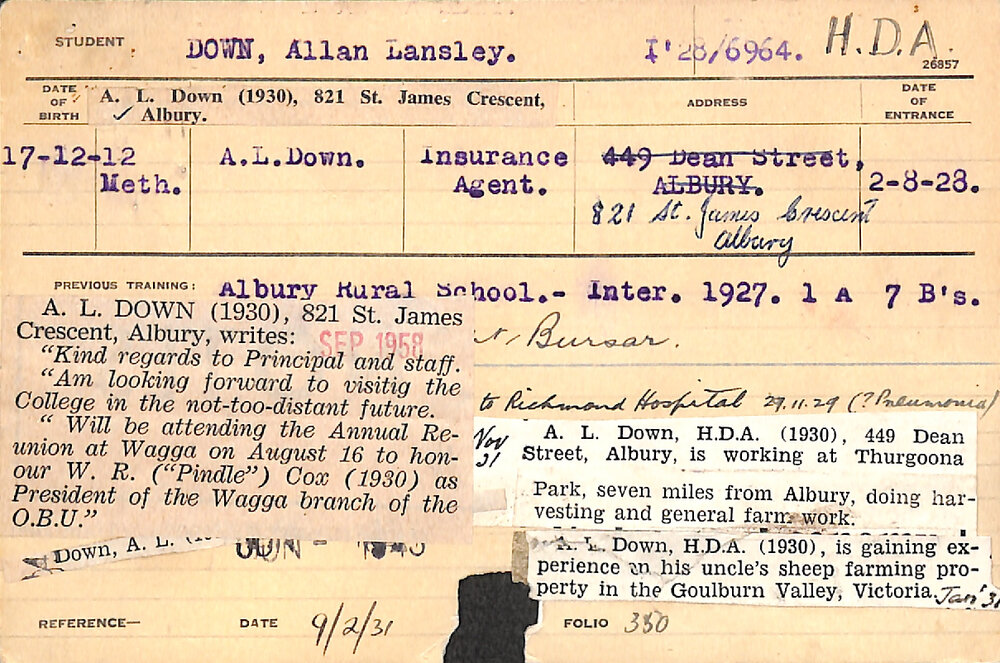 STUDENT DOWN, Allan Lansley. I'28/6964. H.D.A.
26857
DATE OF BIRTH
A. L. Down (1930), 821 St. James Crescent,
✓ Albury.
ADDRESS
DATE OF ENTRANCE
17-12-12 A.L.Down. Insurance 449 Dean Street,
Meth. Agent. ALBURY. 2-8-28.
821 St. James Crescent
Albury
PREVIOUS TRAINING: Albury Rural School.- Inter. 1927. 1 A 7 B's.
A. L. DOWN (1930), 821 St. James
Crescent, Albury, writes: SEP 1958
"Kind regards to Principal and staff.
"Am looking forward to visitig the
College in the not-too-distant future.
" Will be attending the Annual Re-
union at Wagga on August 16 to hon-
our W. R. ("Pindle") Cox (1930) as
President of the Wagga branch of the
O.B.U."
Bursar.
to Richmond Hospital 29.11.29 (?Pneumonia)
Nov
31
A. L. Down, H.D.A. (1930), 449 Dean
Street, Albury, is working at Thurgoona
Park, seven miles from Albury, doing har-
vesting and general farm work.
Down, A. L.
A. L. Down, H.D.A. (1930), is gaining ex-
perience on his uncle's sheep farming pro-
perty in the Goulburn Valley, Victoria. Jan' 31
REFERENCE— DATE 9/2/31 FOLIO 350